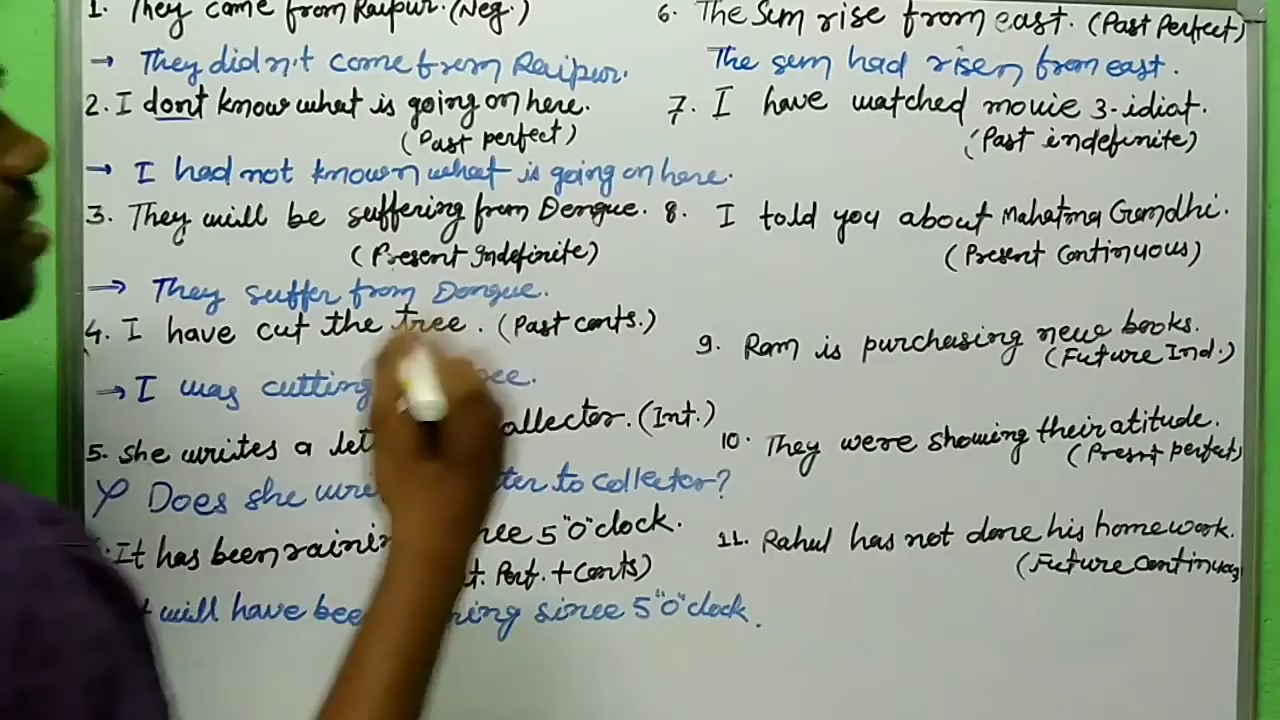 1. They come from Raipur. (Neg.)
→ They didn't come from Raipur.
2. I dont know what is going on here.
(Past perfect)
→ I had not known what is going on here.
3. They will be suffering from Dengue.
(Present Indefinite)
→ They suffer from Dengue.
4. I have cut the tree. (Past conts.)
→ I was cutting
5. She writes a collector. (Int.)
Does she to collector?
It has been 5"O"clock.
Perf. + Conts)
will have been since 5"O"clock.
6. The Sun rise from east. (Past Perfect)
The sun had risen from east.
7. I have watched movie 3-idiat.
(Past indefinite)
8. I told you about Mahatma Gandhi.
(Present Continuous)
9. Ram is purchasing new books.
(Future Ind.)
10. They were showing their atitude.
(Presnt perfect)
11. Rahul has not done his homework.